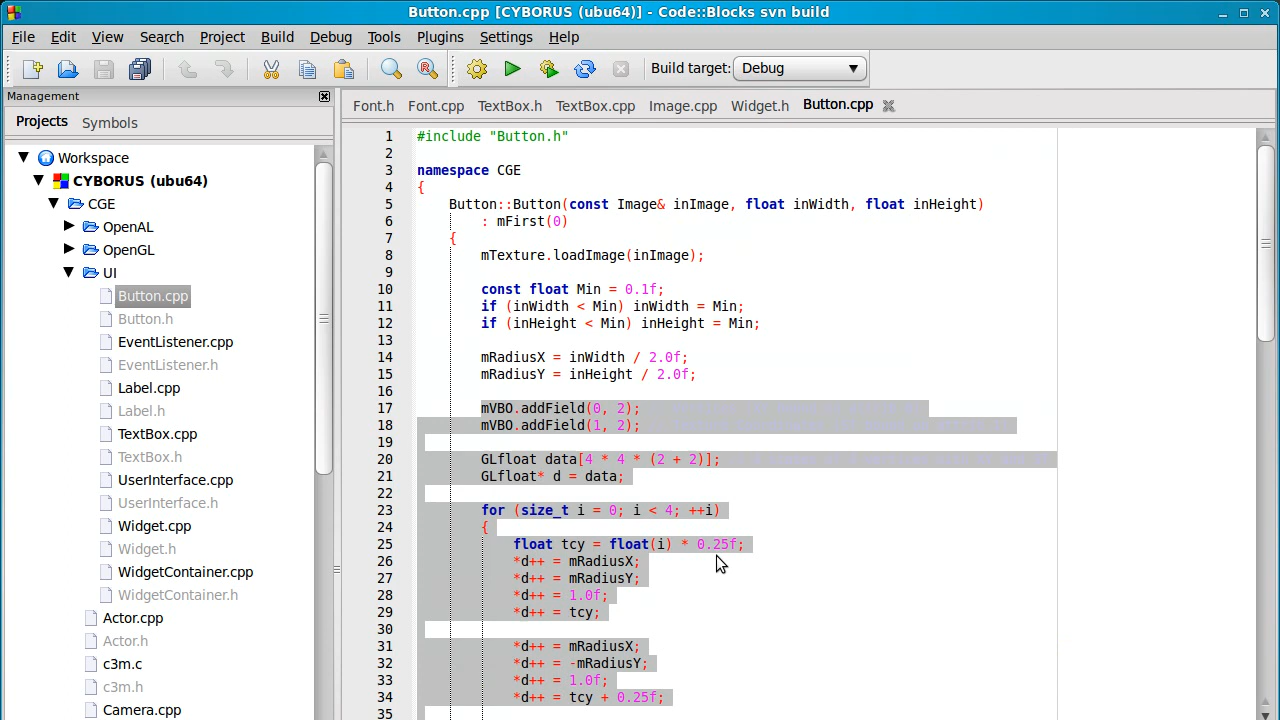 Button.cpp [CYBORUS (ubu64)] - Code::Blocks svn build
File Edit View Search Project Build Debug Tools Plugins Settings Help
Build target: Debug
Management
Projects Symbols
Workspace
CYBORUS (ubu64)
CGE
OpenAL
OpenGL
UI
Button.cpp
Button.h
EventListener.cpp
EventListener.h
Label.cpp
Label.h
TextBox.cpp
TextBox.h
UserInterface.cpp
UserInterface.h
Widget.cpp
Widget.h
WidgetContainer.cpp
WidgetContainer.h
Actor.cpp
Actor.h
c3m.c
c3m.h
Camera.cpp
Font.h Font.cpp TextBox.h TextBox.cpp Image.cpp Widget.h Button.cpp
1 #include "Button.h"
2
3 namespace CGE
4 {
5 Button::Button(const Image& inImage, float inWidth, float inHeight)
6 : mFirst(0)
7 {
8 mTexture.loadImage(inImage);
9
10 const float Min = 0.1f;
11 if (inWidth < Min) inWidth = Min;
12 if (inHeight < Min) inHeight = Min;
13
14 mRadiusX = inWidth / 2.0f;
15 mRadiusY = inHeight / 2.0f;
16
17 mVBO.addField(0, 2);
18 mVBO.addField(1, 2);
19
20 GLfloat data[4 * 4 * (2 + 2)];
21 GLfloat* d = data;
22
23 for (size_t i = 0; i < 4; ++i)
24 {
25 float tcy = float(i) * 0.25f;
26 *d++ = mRadiusX;
27 *d++ = mRadiusY;
28 *d++ = 1.0f;
29 *d++ = tcy;
30
31 *d++ = mRadiusX;
32 *d++ = -mRadiusY;
33 *d++ = 1.0f;
34 *d++ = tcy + 0.25f;
35